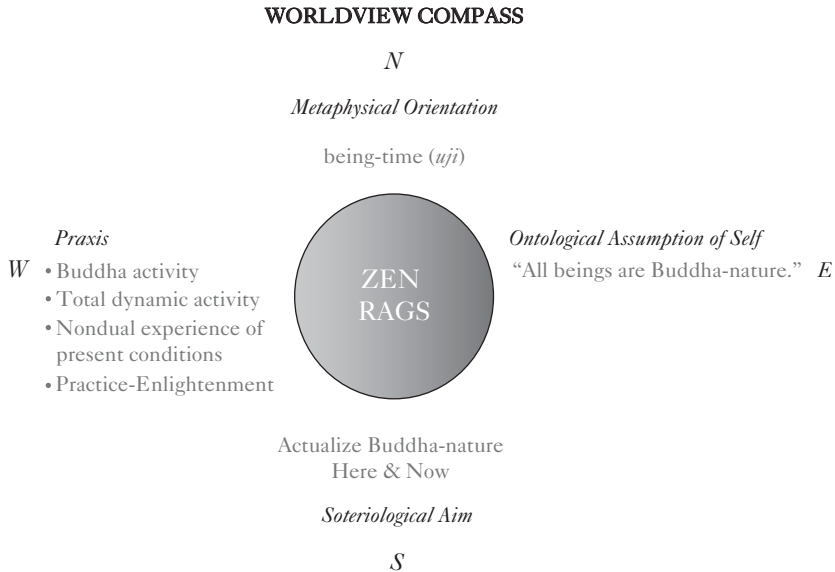 WORLDVIEW COMPASS
N
Metaphysical Orientation
being-time (uji)
Praxis
W
• Buddha activity
• Total dynamic activity
• Nondual experience of
present conditions
• Practice-Enlightenment
ZEN
RAGS
Ontological Assumption of Self
“All beings are Buddha-nature.” E
Actualize Buddha-nature
Here & Now
Soteriological Aim
S